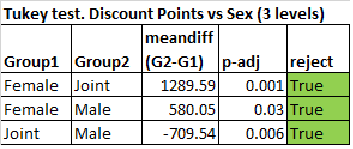 Tukey test. Discount Points vs Sex (3 levels)
meandiff
Group1 Group2 (G2-G1) p-adj reject
Female Joint 1289.59 0.001 True
Female Male 580.05 0.03 True
Joint Male -709.54 0.006 True